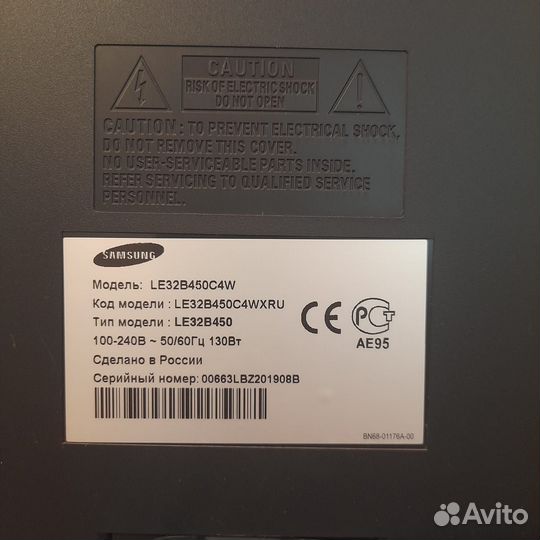 CAUTION
RISK OF ELECTRIC SHOCK
DO NOT OPEN
CAUTION : TO PREVENT ELECTRICAL SHOCK,
DO NOT REMOVE THIS COVER.
NO USER-SERVICEABLE PARTS INSIDE.
REFER SERVICING TO QUALIFIED SERVICE
PERSONNEL.
SAMSUNG
Модель: LE32B450C4W
Код модели : LE32B450C4WXRU
Тип модели : LE32B450
100-240В ~ 50/60Гц 130Вт
Сделано в России
Серийный номер: 00663LBZ201908B
CE
РСТ
АЕ95
BN68-01176A-00
Avito